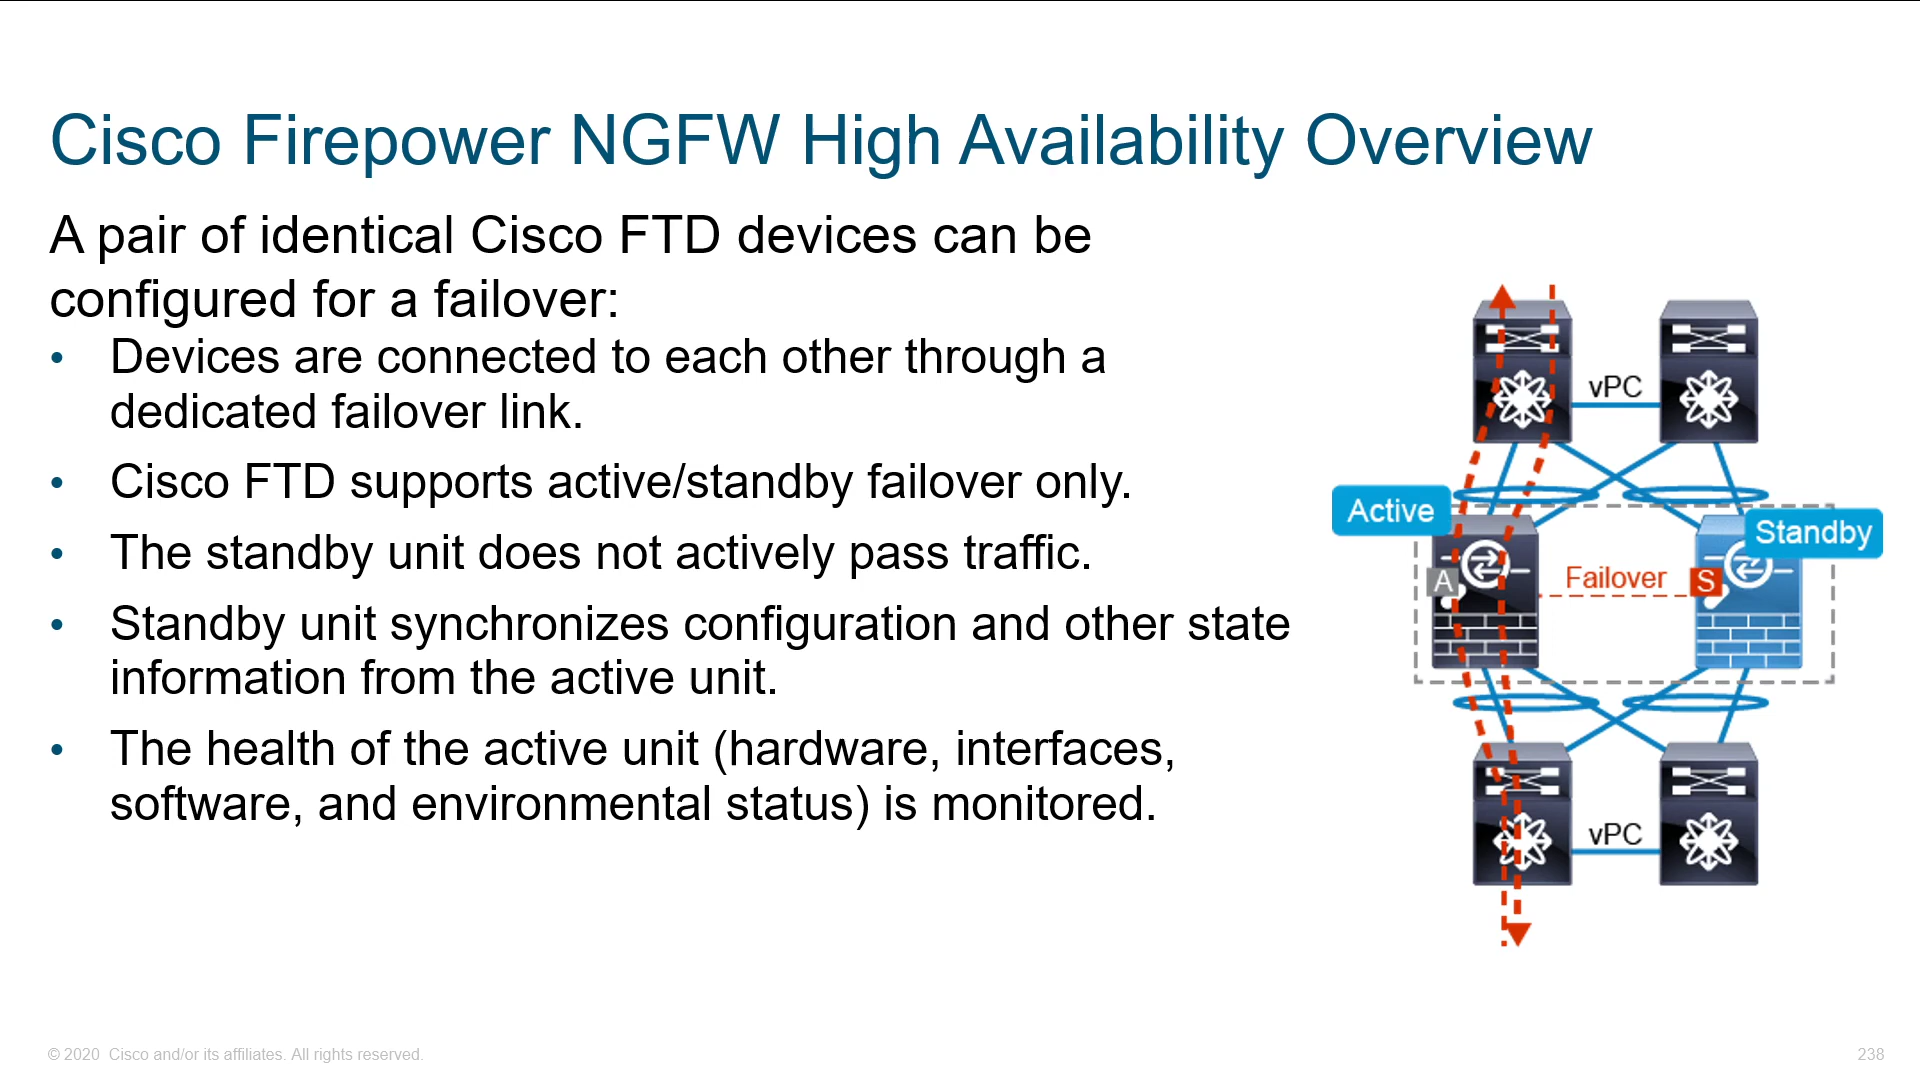 Cisco Firepower NGFW High Availability Overview
A pair of identical Cisco FTD devices can be
configured for a failover:
• Devices are connected to each other through a
dedicated failover link.
• Cisco FTD supports active/standby failover only.
• The standby unit does not actively pass traffic.
• Standby unit synchronizes configuration and other state
information from the active unit.
• The health of the active unit (hardware, interfaces,
software, and environmental status) is monitored.
vPC
Active
Standby
A
Failover
S
vPC
© 2020 Cisco and/or its affiliates. All rights reserved.
238